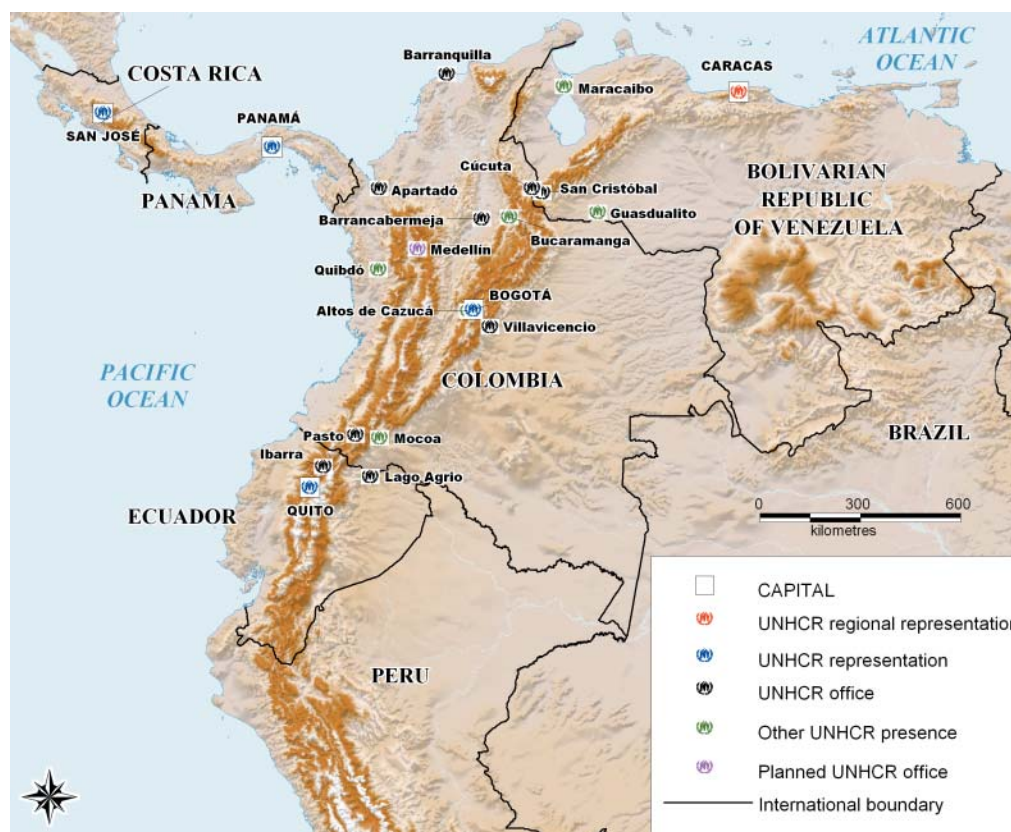 ATLANTIC
OCEAN
Barranquilla
COSTA RICA
CARACAS
Maracaibo
SAN JOSÉ
PANAMÁ
Cúcuta
BOLIVARIAN
REPUBLIC
OF VENEZUELA
PANAMA
Apartadó
San Cristóbal
Barrancabermeja
Guasdualito
Bucaramanga
Medellín
Quibdó
BOGOTÁ
Altos de Cazucá
Villavicencio
PACIFIC
OCEAN
COLOMBIA
BRAZIL
Pasto
Mocoa
Ibarra
Lago Agrio
ECUADOR
QUITO
0 300 600
kilometres
PERU
CAPITAL
UNHCR regional representation
UNHCR representation
UNHCR office
Other UNHCR presence
Planned UNHCR office
International boundary